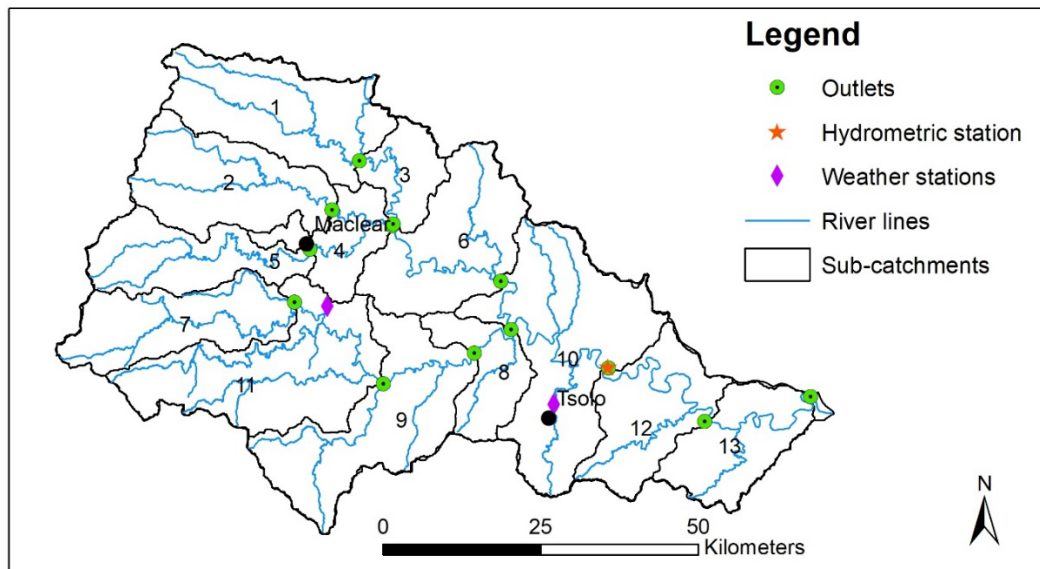 Legend
Outlets
Hydrometric station
Weather stations
River lines
Sub-catchments
1
2
3
Maclear
4
5
6
7
8
9
10
11
Tsolo
12
13
N
0 25 50
Kilometers